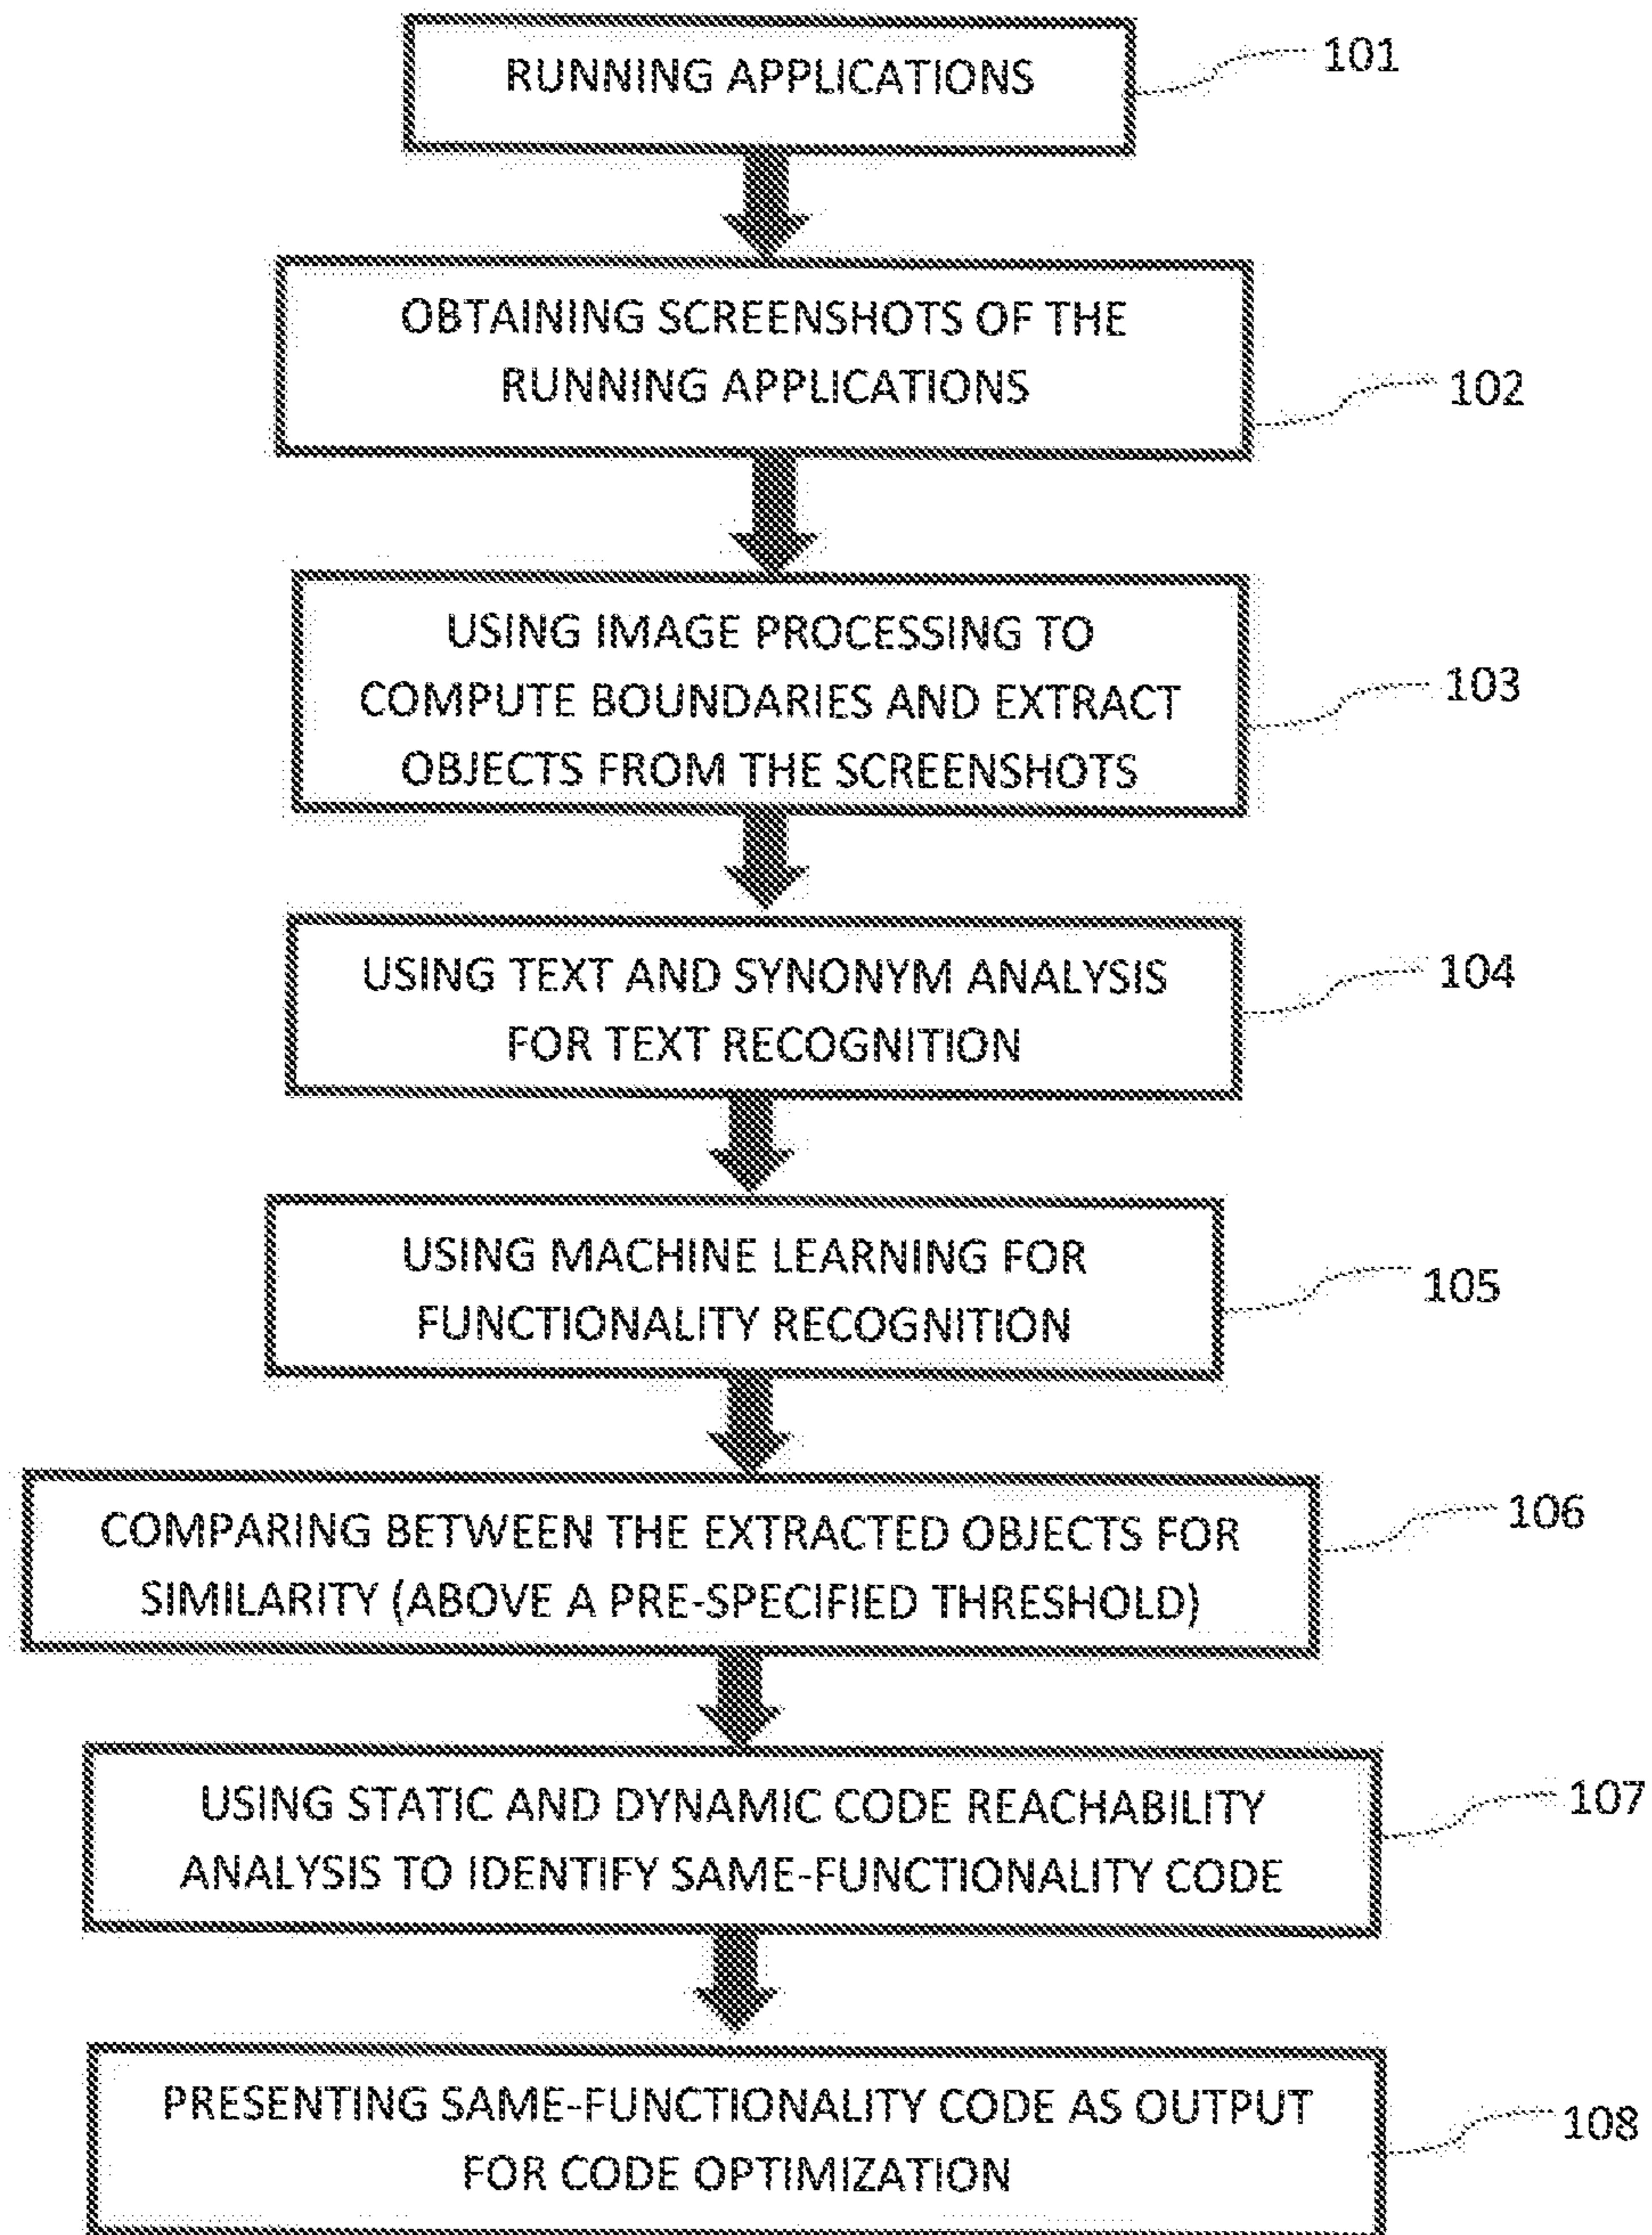 RUNNING APPLICATIONS
101
OBTAINING SCREENSHOTS OF THE
RUNNING APPLICATIONS
102
USING IMAGE PROCESSING TO
COMPUTE BOUNDARIES AND EXTRACT
OBJECTS FROM THE SCREENSHOTS
103
USING TEXT AND SYNONYM ANALYSIS
FOR TEXT RECOGNITION
104
USING MACHINE LEARNING FOR
FUNCTIONALITY RECOGNITION
105
COMPARING BETWEEN THE EXTRACTED OBJECTS FOR
SIMILARITY (ABOVE A PRE-SPECIFIED THRESHOLD)
106
USING STATIC AND DYNAMIC CODE REACHABILITY
ANALYSIS TO IDENTIFY SAME-FUNCTIONALITY CODE
107
PRESENTING SAME-FUNCTIONALITY CODE AS OUTPUT
FOR CODE OPTIMIZATION
108